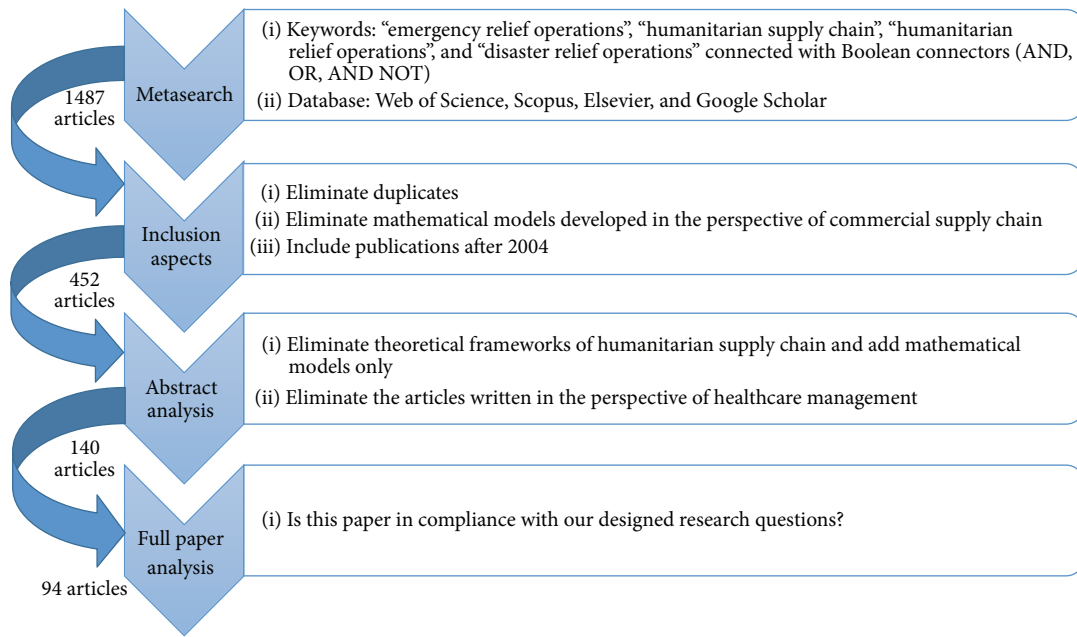 (i) Keywords: “emergency relief operations”, “humanitarian supply chain”, “humanitarian
relief operations”, and “disaster relief operations” connected with Boolean connectors (AND,
OR, AND NOT)
(ii) Database: Web of Science, Scopus, Elsevier, and Google Scholar
Metasearch
1487
articles
(i) Eliminate duplicates
(ii) Eliminate mathematical models developed in the perspective of commercial supply chain
(iii) Include publications after 2004
Inclusion
aspects
452
articles
(i) Eliminate theoretical frameworks of humanitarian supply chain and add mathematical
models only
(ii) Eliminate the articles written in the perspective of healthcare management
Abstract
analysis
140
articles
(i) Is this paper in compliance with our designed research questions?
Full paper
analysis
94 articles